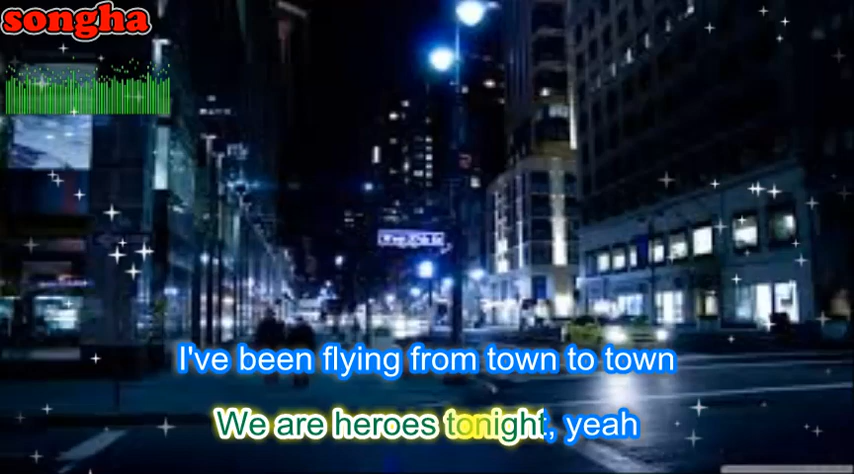 songha
I've been flying from town to town
We are heroes tonight, yeah